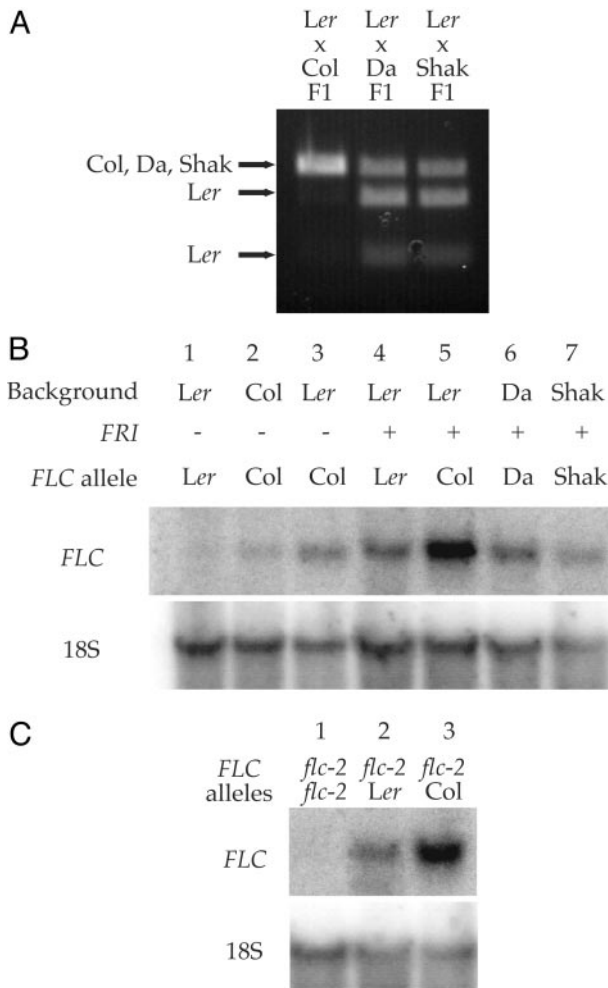 A
Ler Ler Ler
x x x
Col Da Shak
F1 F1 F1
Col, Da, Shak
Ler
Ler
B
1 2 3 4 5 6 7
Background Ler Col Ler Ler Ler Da Shak
FRI - - - + + + +
FLC allele Ler Col Col Ler Col Da Shak
FLC
18S
C
1 2 3
FLC flc-2 flc-2 flc-2
alleles flc-2 Ler Col
FLC
18S